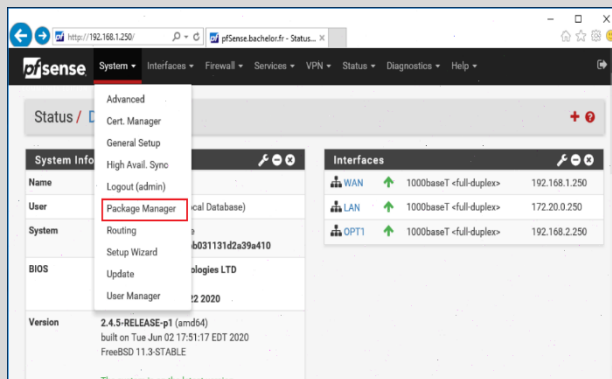 http://192.168.1.250/
pfSense.bachelor.fr - Status...
pfsense
System Interfaces Firewall Services VPN Status Diagnostics Help
Status / D
Advanced
Cert. Manager
General Setup
High Avail. Sync
Logout (admin)
Package Manager
Routing
Setup Wizard
Update
User Manager
System Info
Name
User cal Database)
System
b031131d2a39a410
BIOS ologies LTD
22 2020
Version 2.4.5-RELEASE-p1 (amd64)
built on Tue Jun 02 17:51:17 EDT 2020
FreeBSD 11.3-STABLE
Interfaces
WAN 1000baseT <full-duplex> 192.168.1.250
LAN 1000baseT <full-duplex> 172.20.0.250
OPT1 1000baseT <full-duplex> 192.168.2.250